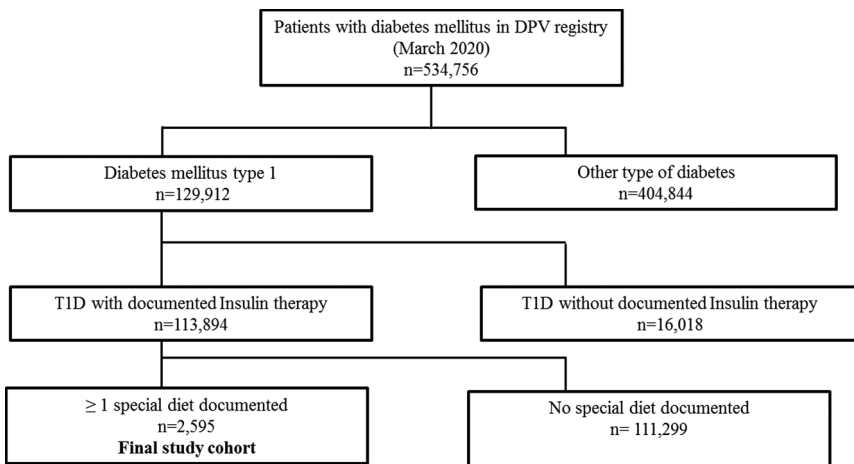 Patients with diabetes mellitus in DPV registry
(March 2020)
n=534,756
Diabetes mellitus type 1
n=129,912
Other type of diabetes
n=404,844
T1D with documented Insulin therapy
n=113,894
T1D without documented Insulin therapy
n=16,018
≥ 1 special diet documented
n=2,595
Final study cohort
No special diet documented
n= 111,299